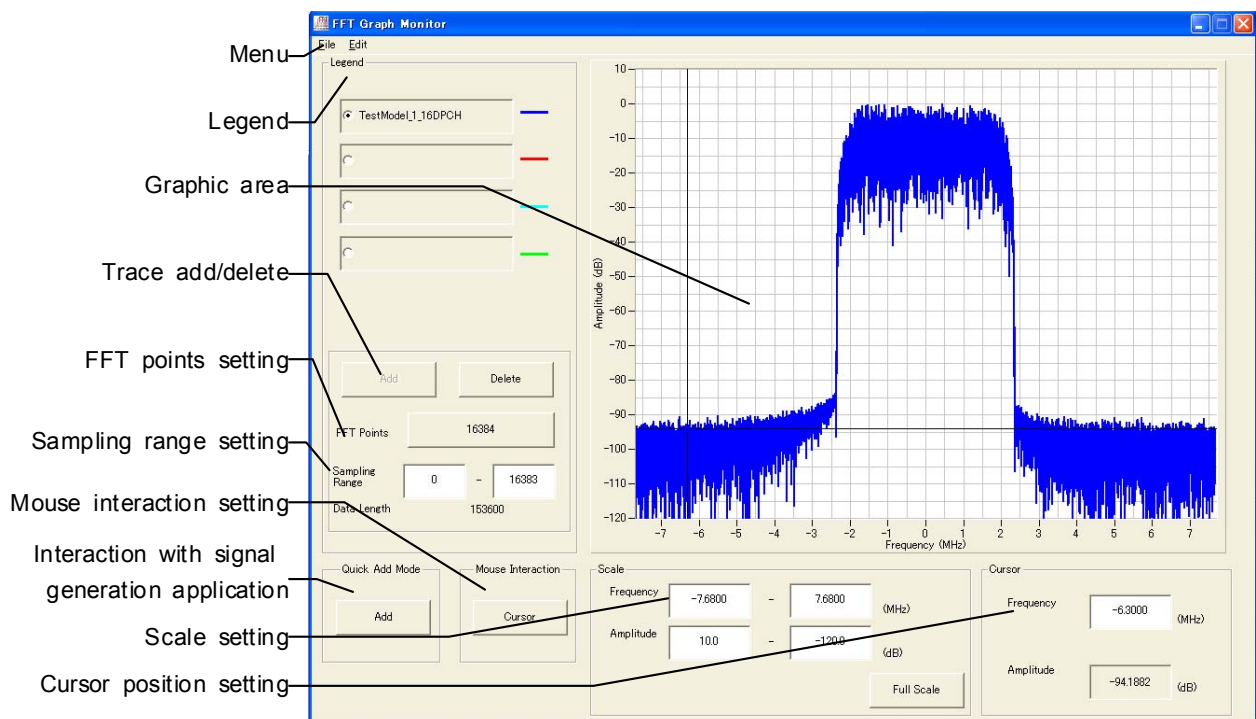 FFT Graph Monitor
File Edit
Menu
Legend
Graphic area
Trace add/delete
FFT points setting
Sampling range setting
Mouse interaction setting
Interaction with signal
generation application
Scale setting
Cursor position setting
Legend
TestModel_1_16DPCH
Add
Delete
FFT Points
16384
Sampling
Range
0 - 16383
Data Length 153600
Quick Add Mode
Add
Mouse Interaction
Cursor
Amplitude (dB)
10
0
-10
-20
-30
-40
-50
-60
-70
-80
-90
-100
-110
-120
-7 -6 -5 -4 -3 -2 -1 0 1 2 3 4 5 6 7
Frequency (MHz)
Scale
Frequency -7.6800 - 7.6800 (MHz)
Amplitude 10.0 - -120.0 (dB)
Full Scale
Cursor
Frequency -6.3000 (MHz)
Amplitude -94.1882 (dB)